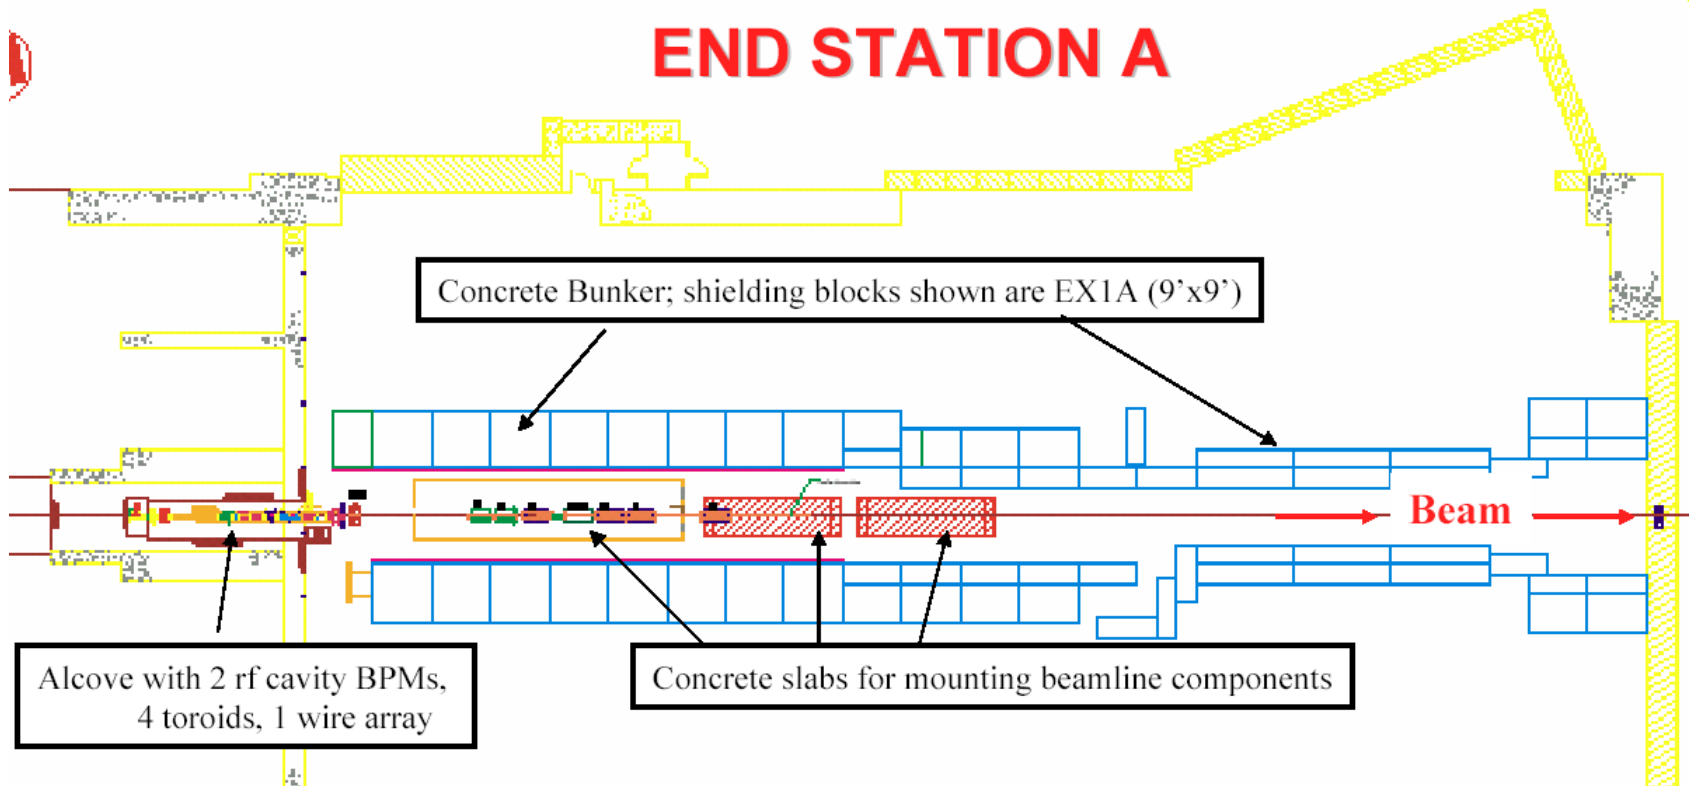 END STATION A
Concrete Bunker; shielding blocks shown are EX1A (9’x9’)
Beam
Alcove with 2 rf cavity BPMs,
4 toroids, 1 wire array
Concrete slabs for mounting beamline components